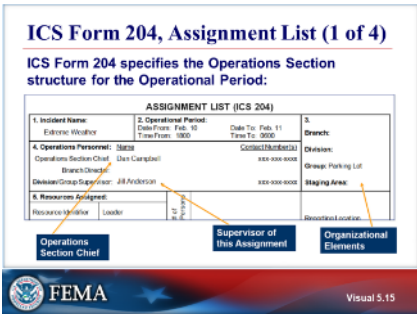 ICS Form 204, Assignment List (1 of 4)
ICS Form 204 specifies the Operations Section
structure for the Operational Period:
ASSIGNMENT LIST (ICS 204)
1. Incident Name:
Extreme Weather
2. Operational Period:
Date From: Feb. 10 Date To: Feb. 11
Time From: 1800 Time To: 0600
3.
Branch:
Division:
Group: Parking Lot
Staging Area:
4. Operations Personnel: Name Contact Number(s)
Operations Section Chief Dan Campbell xxx-xxx-xxxx
Branch Director
Division/Group Supervisor: Jill Anderson xxx-xxx-xxxx
5. Resources Assigned:
Resource Identifier Leader
Reporting Location
Operations
Section Chief
Supervisor of
this Assignment
Organizational
Elements
FEMA
Visual 5.15